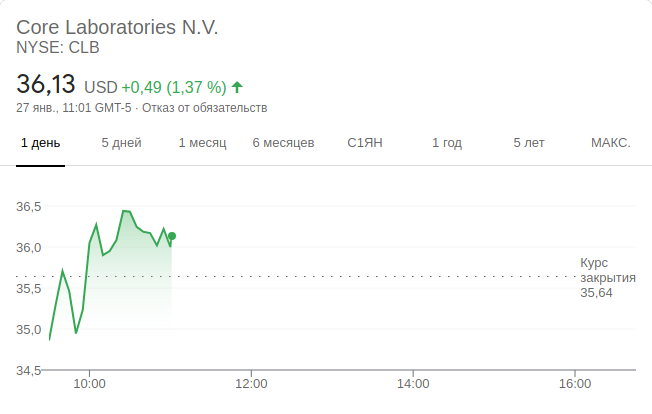 Core Laboratories N.V.
NYSE: CLB
36,13 USD +0,49 (1,37 %)
27 янв., 11:01 GMT-5 · Отказ от обязательств
1 день 5 дней 1 месяц 6 месяцев С1ЯН 1 год 5 лет МАКС.
36,5
36,0
35,5
35,0
34,5
Курс
закрытия
35,64
10:00 12:00 14:00 16:00